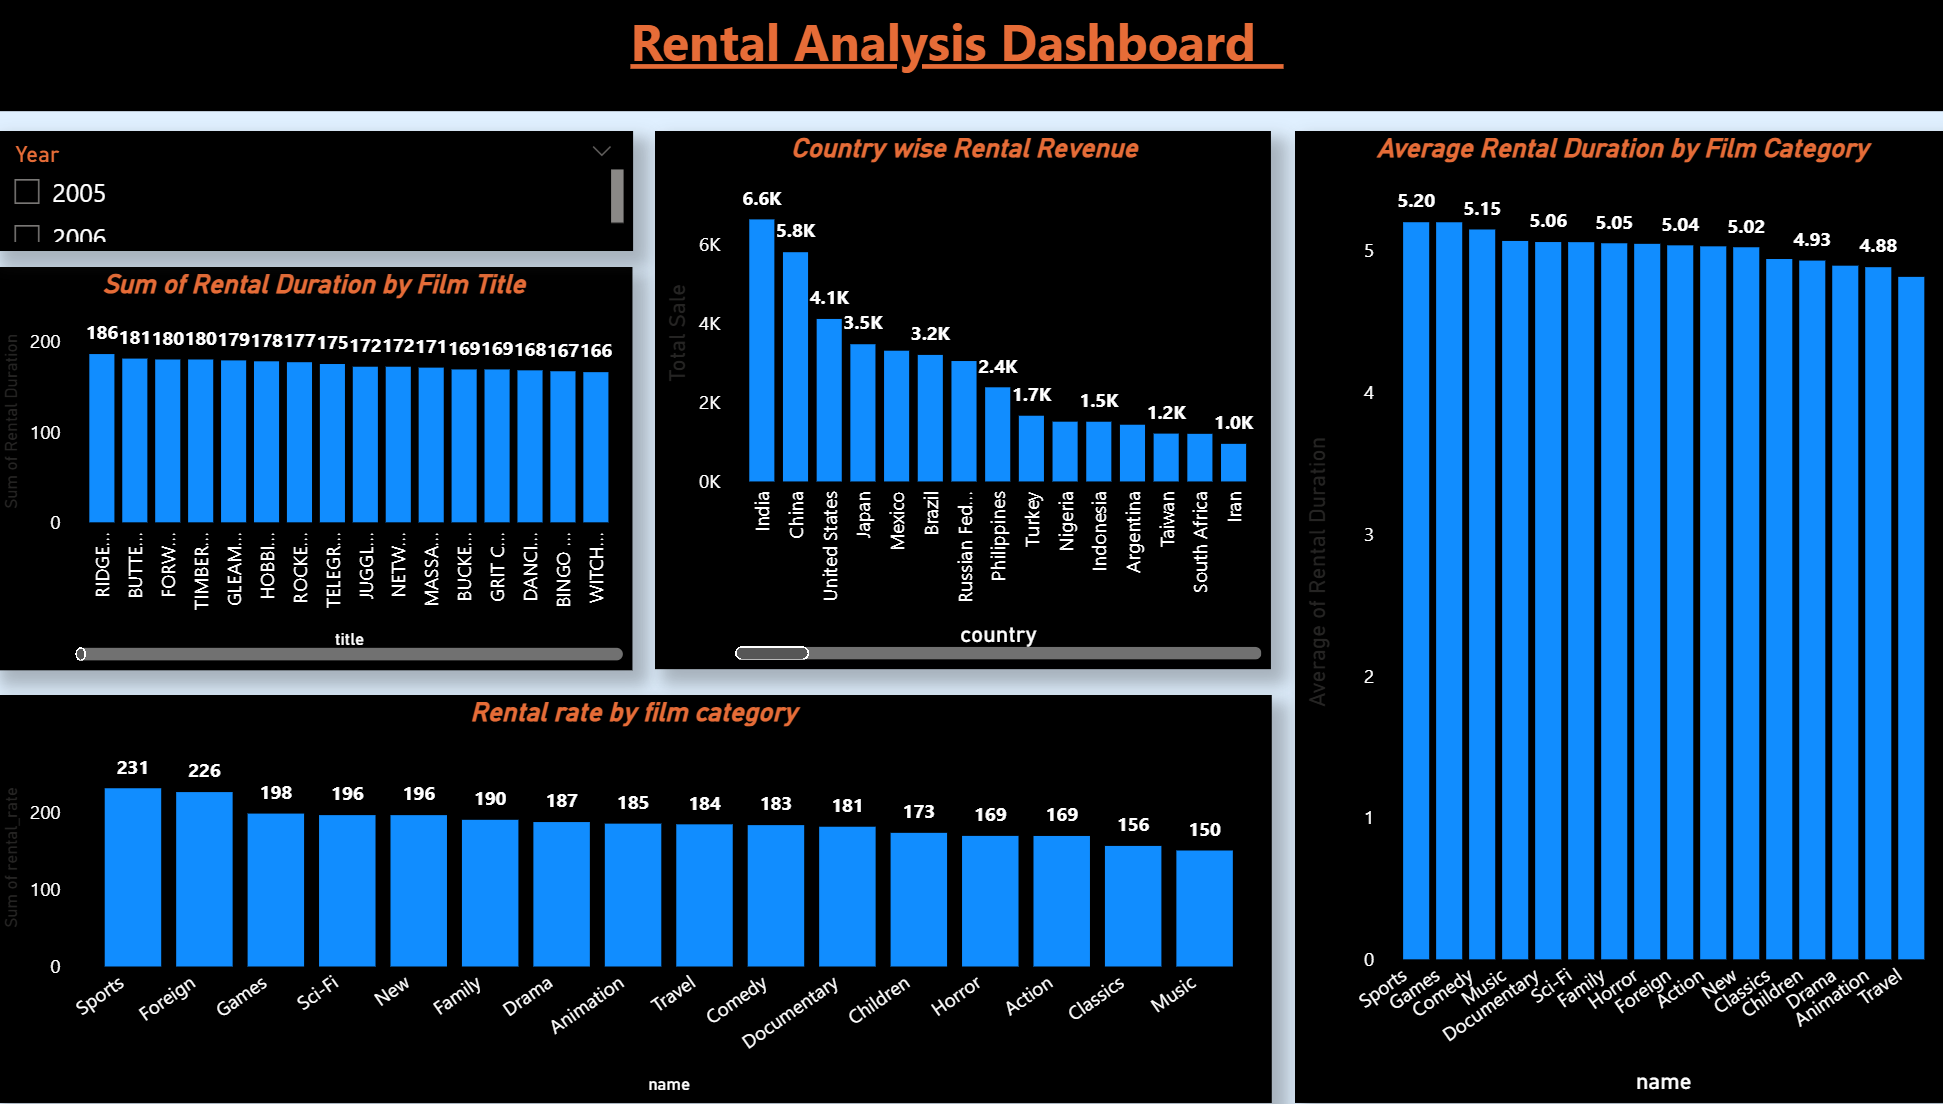 Rental Analysis Dashboard
Year
2005
2006
Sum of Rental Duration by Film Title
Sum of Rental Duration
200
100
0
186 181 180 180 179 178 177 175 172 172 171 169 169 168 167 166
RIDGE... BUTTE... FORW... TIMBER... GLEAM... HOBBI... ROCKE... TELEGR... JUGGL... NETW... MASSA... BUCKE... GRIT C... DANCI... BINGO ... WITCH...
title
Country wise Rental Revenue
Total Sale
6K
4K
2K
0K
6.6K 5.8K 4.1K 3.5K 3.2K 2.4K 1.7K 1.5K 1.2K 1.0K
India China United States Japan Mexico Brazil Russian Fed... Philippines Turkey Nigeria Indonesia Argentina Taiwan South Africa Iran
country
Average Rental Duration by Film Category
Average of Rental Duration
5
4
3
2
1
0
5.20 5.15 5.06 5.05 5.04 5.02 4.93 4.88
Sports Games Comedy Music Documentary Sci-Fi Family Horror Foreign Action New Classics Children Drama Animation Travel
name
Rental rate by film category
Sum of rental_rate
200
100
0
231 226 198 196 196 190 187 185 184 183 181 173 169 169 156 150
Sports Foreign Games Sci-Fi New Family Drama Animation Travel Comedy Documentary Children Horror Action Classics Music
name